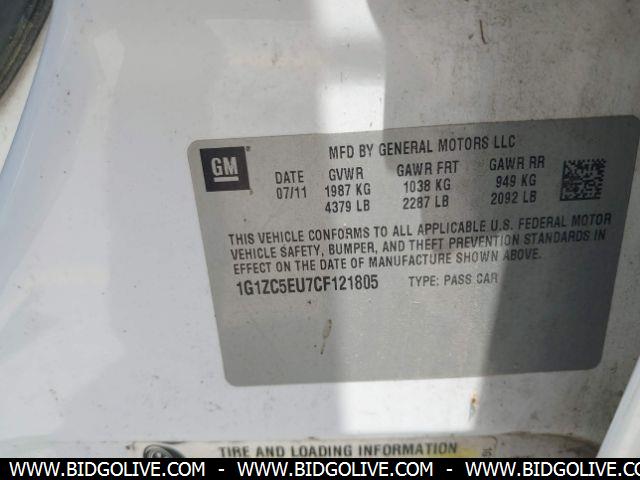 GM
MFD BY GENERAL MOTORS LLC
DATE GVWR GAWR FRT GAWR RR
07/11 1987 KG 1038 KG 949 KG
4379 LB 2287 LB 2092 LB
THIS VEHICLE CONFORMS TO ALL APPLICABLE U.S. FEDERAL MOTOR
VEHICLE SAFETY, BUMPER, AND THEFT PREVENTION STANDARDS IN
EFFECT ON THE DATE OF MANUFACTURE SHOWN ABOVE.
1G1ZC5EU7CF121805 TYPE: PASS CAR
TIRE AND LOADING INFORMATION
WWW.BIDGOLIVE.COM - WWW.BIDGOLIVE.COM - WWW.BIDGOLIVE.COM